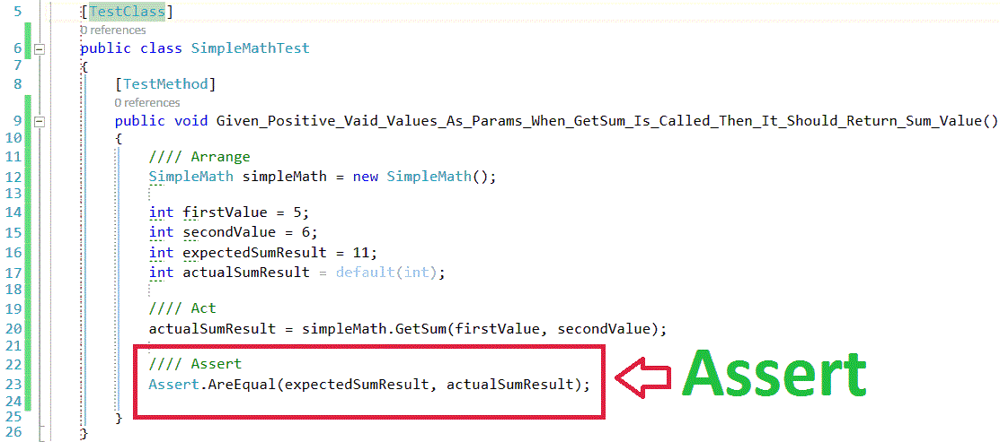 5 [TestClass]
0 references
6 public class SimpleMathTest
7 {
8 [TestMethod]
0 references
9 public void Given_Positive_Vaid_Values_As_Params_When_GetSum_Is_Called_Then_It_Should_Return_Sum_Value()
10 {
11 //// Arrange
12 SimpleMath simpleMath = new SimpleMath();
13
14 int firstValue = 5;
15 int secondValue = 6;
16 int expectedSumResult = 11;
17 int actualSumResult = default(int);
18
19 //// Act
20 actualSumResult = simpleMath.GetSum(firstValue, secondValue);
21
22 //// Assert
23 Assert.AreEqual(expectedSumResult, actualSumResult);
24
25 }
26 }
Assert